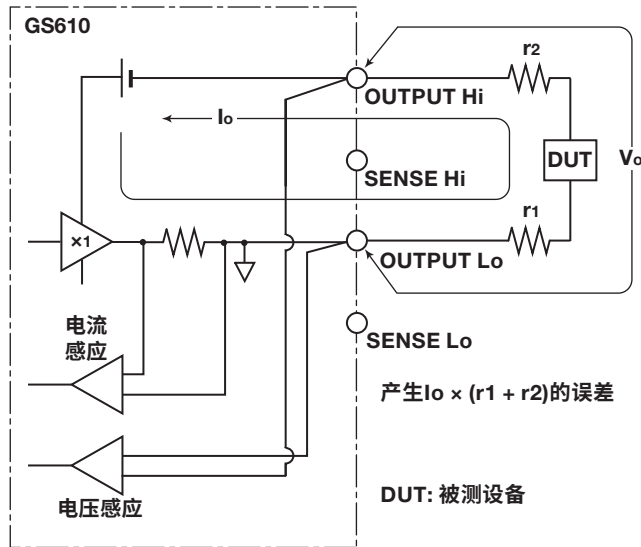 GS610
r2
OUTPUT Hi
Io
DUT
Vo
SENSE Hi
×1
r1
OUTPUT Lo
电流
感应
SENSE Lo
产生Io × (r1 + r2)的误差
电压感应
DUT: 被测设备